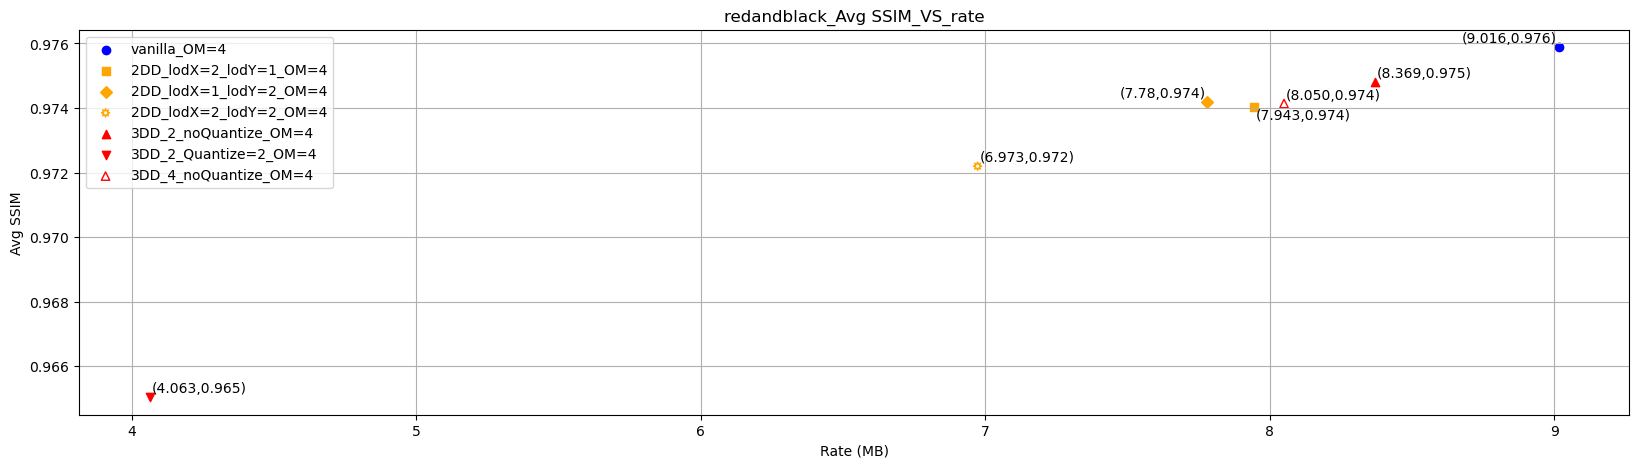 redandblack_Avg SSIM_VS_rate
vanilla_OM=4
2DD_lodX=2_lodY=1_OM=4
2DD_lodX=1_lodY=2_OM=4
2DD_lodX=2_lodY=2_OM=4
3DD_2_noQuantize_OM=4
3DD_2_Quantize=2_OM=4
3DD_4_noQuantize_OM=4
(9.016,0.976)
(8.369,0.975)
(7.78,0.974)
(8.050,0.974)
(7.943,0.974)
(6.973,0.972)
(4.063,0.965)
Avg SSIM
0.976
0.974
0.972
0.970
0.968
0.966
4 5 6 7 8 9
Rate (MB)